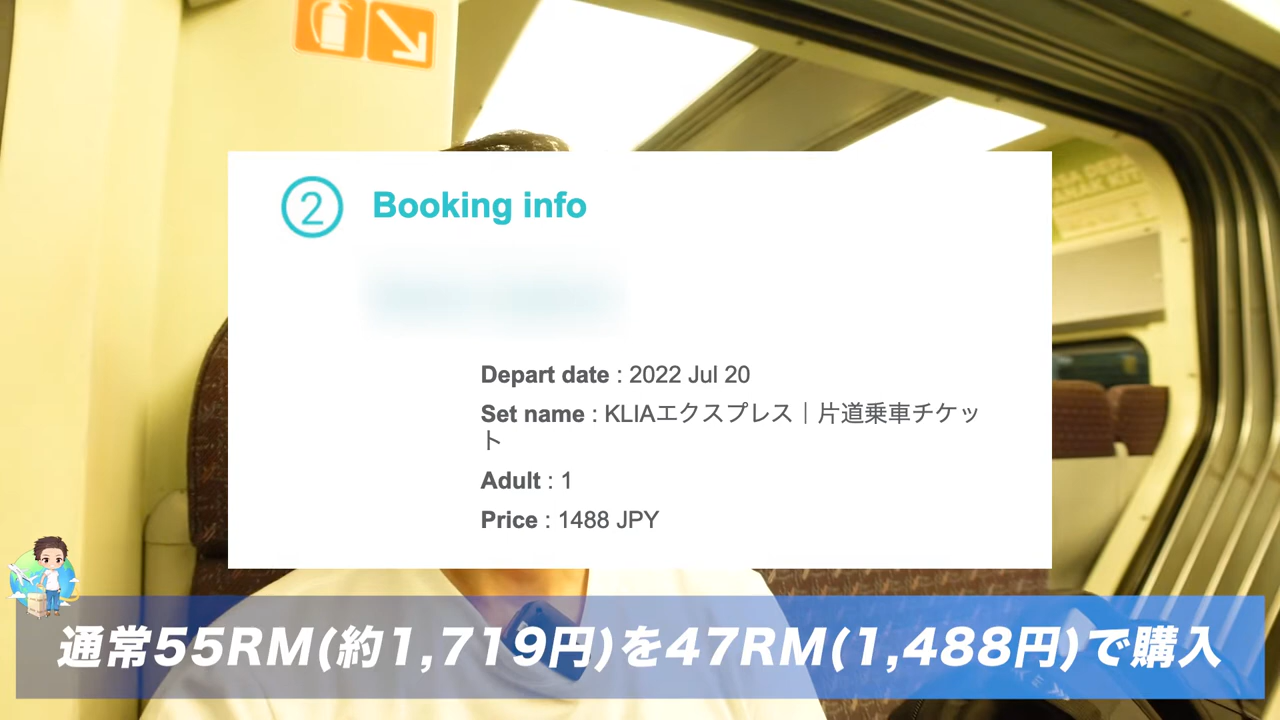 2 Booking info
Depart date : 2022 Jul 20
Set name : KLIAエクスプレス｜片道乗車チケッ
ト
Adult : 1
Price : 1488 JPY
通常55RM(約1,719円)を47RM(1,488円)で購入